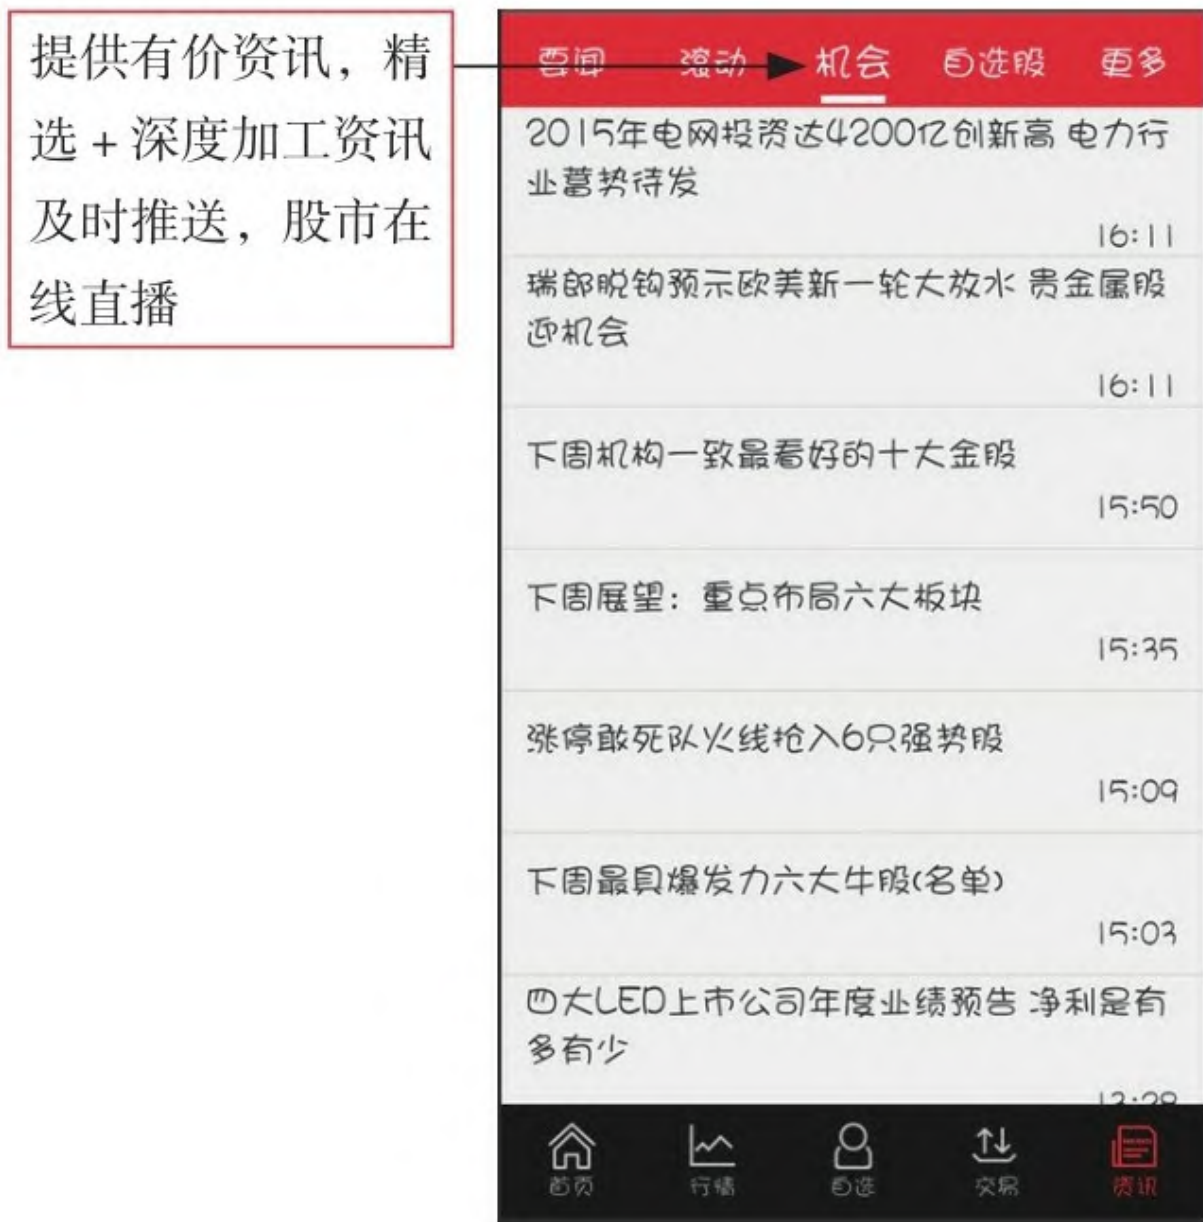 提供有价资讯，精
选+深度加工资讯
及时推送，股市在
线直播
要闻 滚动 机会 自选股 更多
2015年电网投资达4200亿创新高 电力行
业蓄势待发
16:11
瑞郎脱钩预示欧美新一轮大放水 贵金属股
迎机会
16:11
下周机构一致最看好的十大金股
15:50
下周展望：重点布局六大板块
15:35
涨停敢死队火线抢入6只强势股
15:09
下周最具爆发力六大牛股(名单)
15:03
四大LED上市公司年度业绩预告 净利是有
多有少
首页 行情 自选 交易 资讯